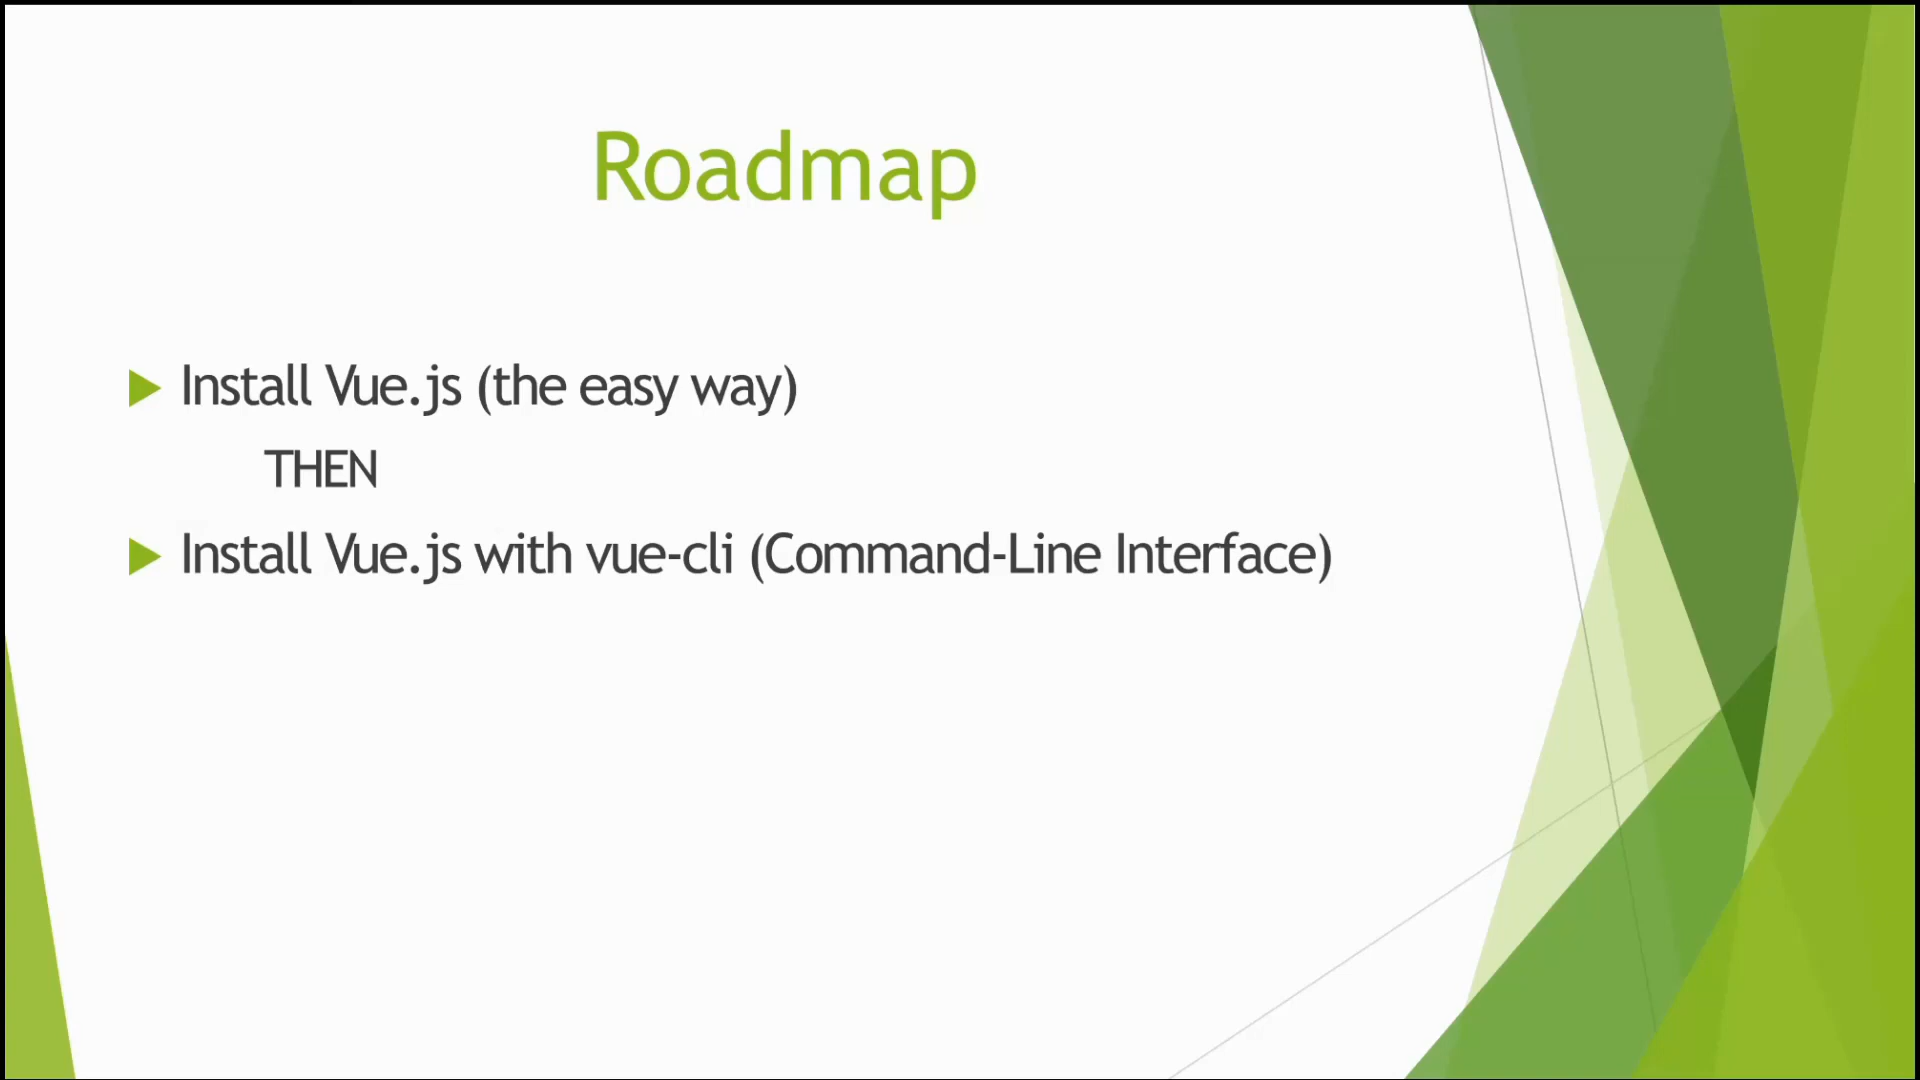 Roadmap
Install Vue.js (the easy way)
THEN
Install Vue.js with vue-cli (Command-Line Interface)